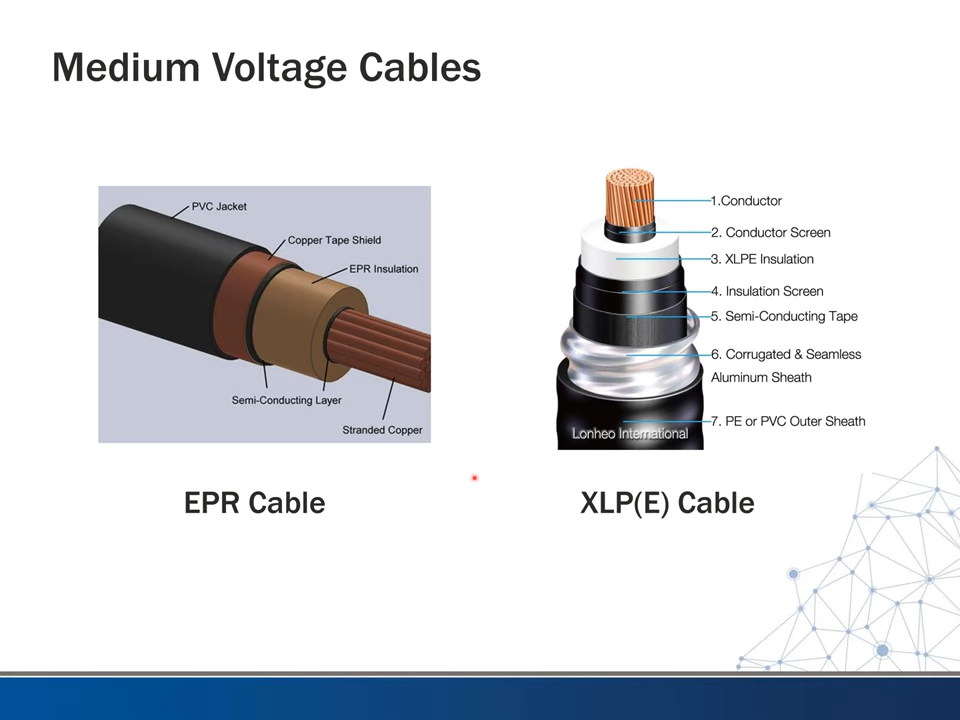 Medium Voltage Cables
PVC Jacket
Copper Tape Shield
EPR Insulation
Semi-Conducting Layer
Stranded Copper
EPR Cable
1.Conductor
2. Conductor Screen
3. XLPE Insulation
4. Insulation Screen
5. Semi-Conducting Tape
6. Corrugated & Seamless
Aluminum Sheath
7. PE or PVC Outer Sheath
Lonheo International
XLP(E) Cable